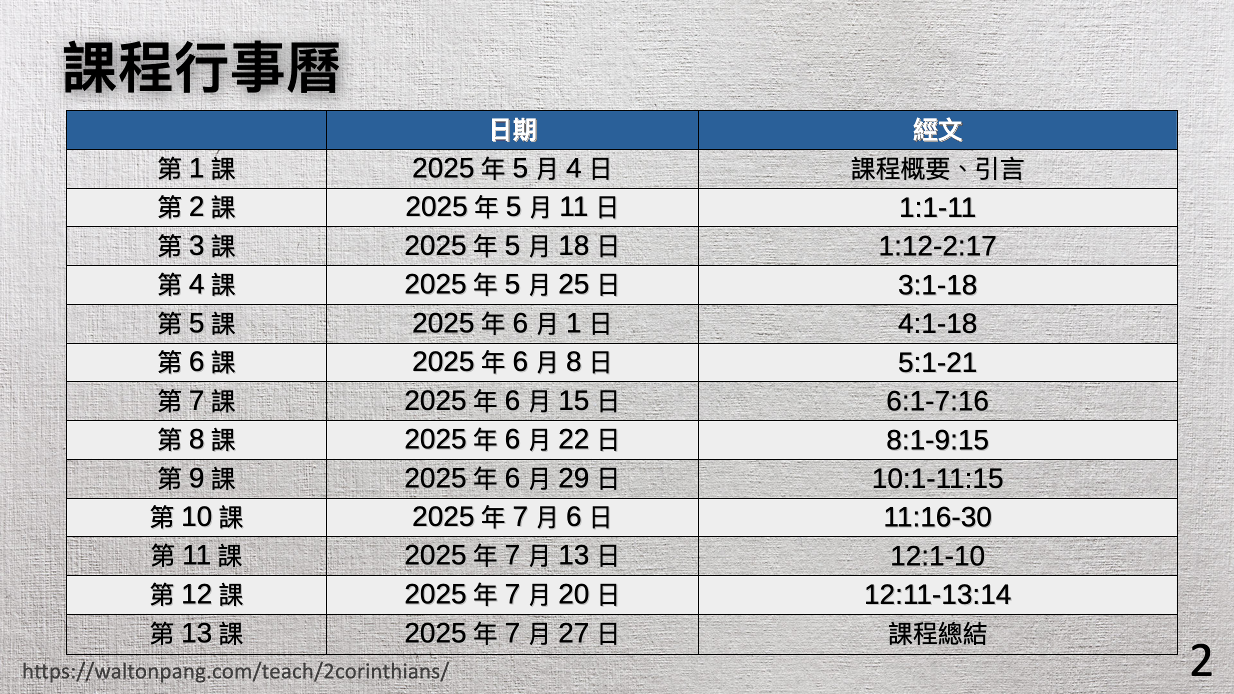 課程行事曆
日期 經文
第 1 課 2025 年 5 月 4 日 課程概要、引言
第 2 課 2025 年 5 月 11 日 1:1-11
第 3 課 2025 年 5 月 18 日 1:12-2:17
第 4 課 2025 年 5 月 25 日 3:1-18
第 5 課 2025 年 6 月 1 日 4:1-18
第 6 課 2025 年 6 月 8 日 5:1-21
第 7 課 2025 年 6 月 15 日 6:1-7:16
第 8 課 2025 年 6 月 22 日 8:1-9:15
第 9 課 2025 年 6 月 29 日 10:1-11:15
第 10 課 2025 年 7 月 6 日 11:16-30
第 11 課 2025 年 7 月 13 日 12:1-10
第 12 課 2025 年 7 月 20 日 12:11-13:14
第 13 課 2025 年 7 月 27 日 課程總結
https://waltonpang.com/teach/2corinthians/
2